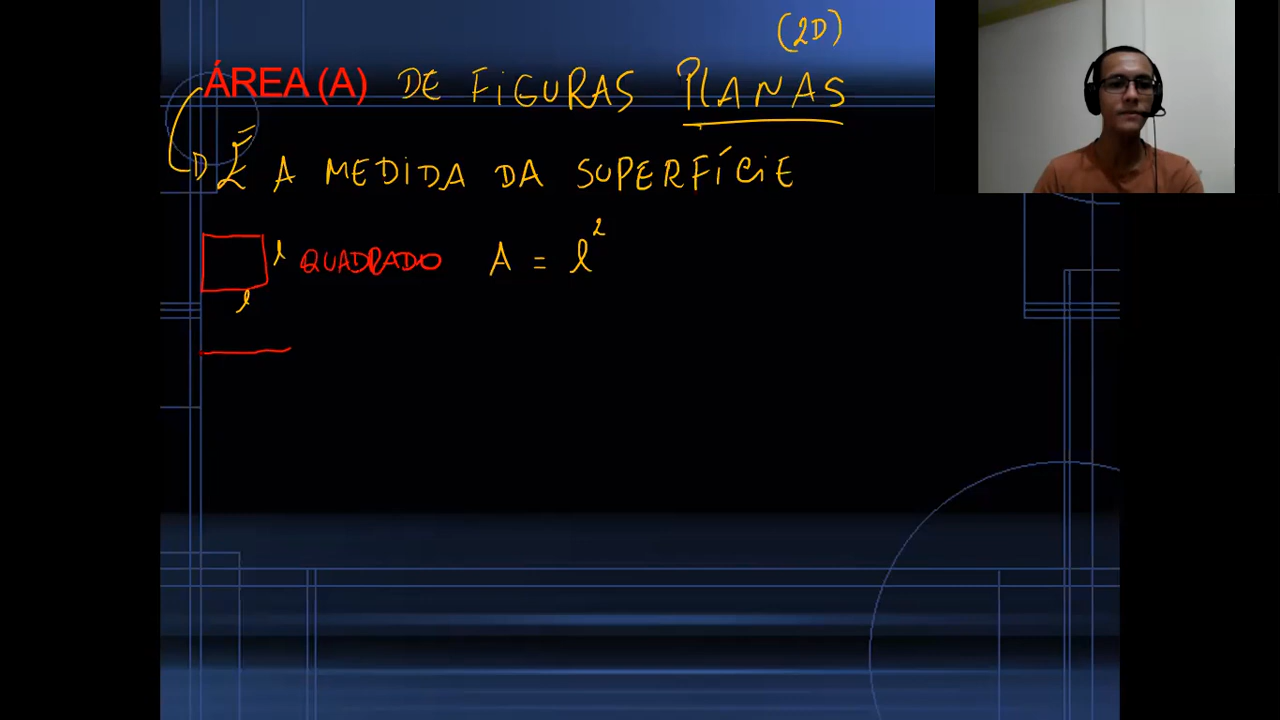 (2D)
ÁREA (A) DE FIGURAS PLANAS
É A MEDIDA DA SUPERFÍCIE
l QUADRADO A = l²
l